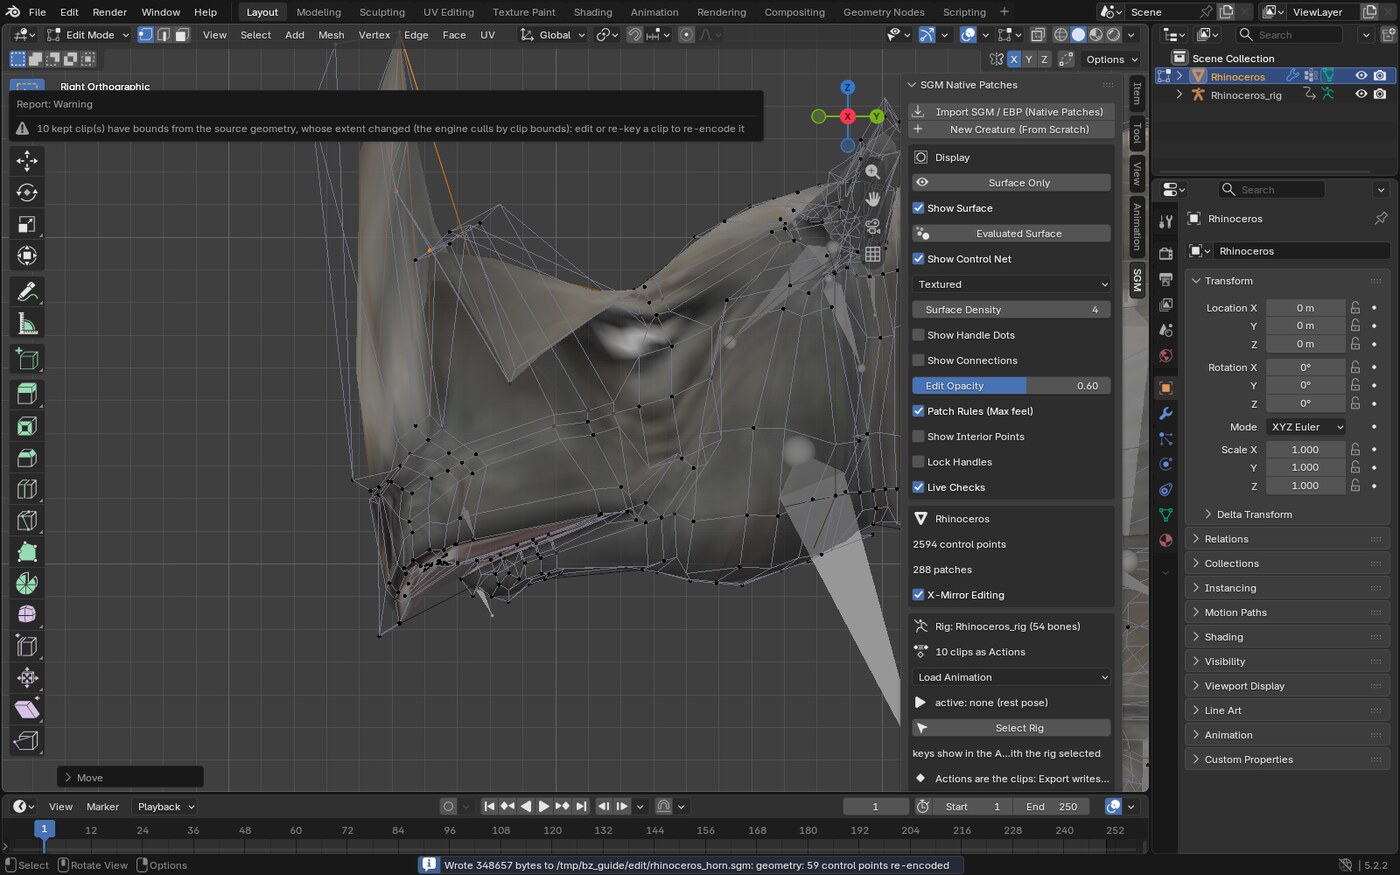 File Edit Render Window Help Layout Modeling Sculpting UV Editing Texture Paint Shading Animation Rendering Compositing Geometry Nodes Scripting + Scene ViewLayer
Edit Mode View Select Add Mesh Vertex Edge Face UV Global Search
X Y Z Options
Scene Collection
Rhinoceros
Rhinoceros_rig
Right Orthographic
Report: Warning
10 kept clip(s) have bounds from the source geometry, whose extent changed (the engine culls by clip bounds): edit or re-key a clip to re-encode it
Z
X
Y
Move
SGM Native Patches
Import SGM / EBP (Native Patches)
New Creature (From Scratch)
Display
Surface Only
Show Surface
Evaluated Surface
Show Control Net
Textured
Surface Density 4
Show Handle Dots
Show Connections
Edit Opacity 0.60
Patch Rules (Max feel)
Show Interior Points
Lock Handles
Live Checks
Rhinoceros
2594 control points
288 patches
X-Mirror Editing
Rig: Rhinoceros_rig (54 bones)
10 clips as Actions
Load Animation
active: none (rest pose)
Select Rig
keys show in the A...ith the rig selected
Actions are the clips: Export writes...
Item
Tool
View
Animation
SGM
Search
Rhinoceros
Rhinoceros
Transform
Location X 0 m
Y 0 m
Z 0 m
Rotation X 0°
Y 0°
Z 0°
Mode XYZ Euler
Scale X 1.000
Y 1.000
Z 1.000
Delta Transform
Relations
Collections
Instancing
Motion Paths
Shading
Visibility
Viewport Display
Line Art
Animation
Custom Properties
View Marker Playback 1 Start 1 End 250
1 12 24 36 48 60 72 84 96 108 120 132 144 156 168 180 192 204 216 228 240 252
Select Rotate View Options Wrote 348657 bytes to /tmp/bz_guide/edit/rhinoceros_horn.sgm: geometry: 59 control points re-encoded 5.2.2